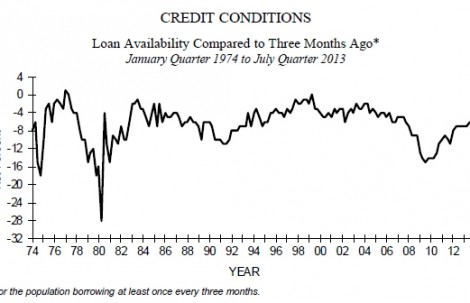 CREDIT CONDITIONS
Loan Availability Compared to Three Months Ago*
January Quarter 1974 to July Quarter 2013
4
0
-4
-8
-12
-16
-20
-24
-28
-32
74 76 78 80 82 84 86 88 90 92 94 96 98 00 02 04 06 08 10 12
YEAR
or the population borrowing at least once every three months.